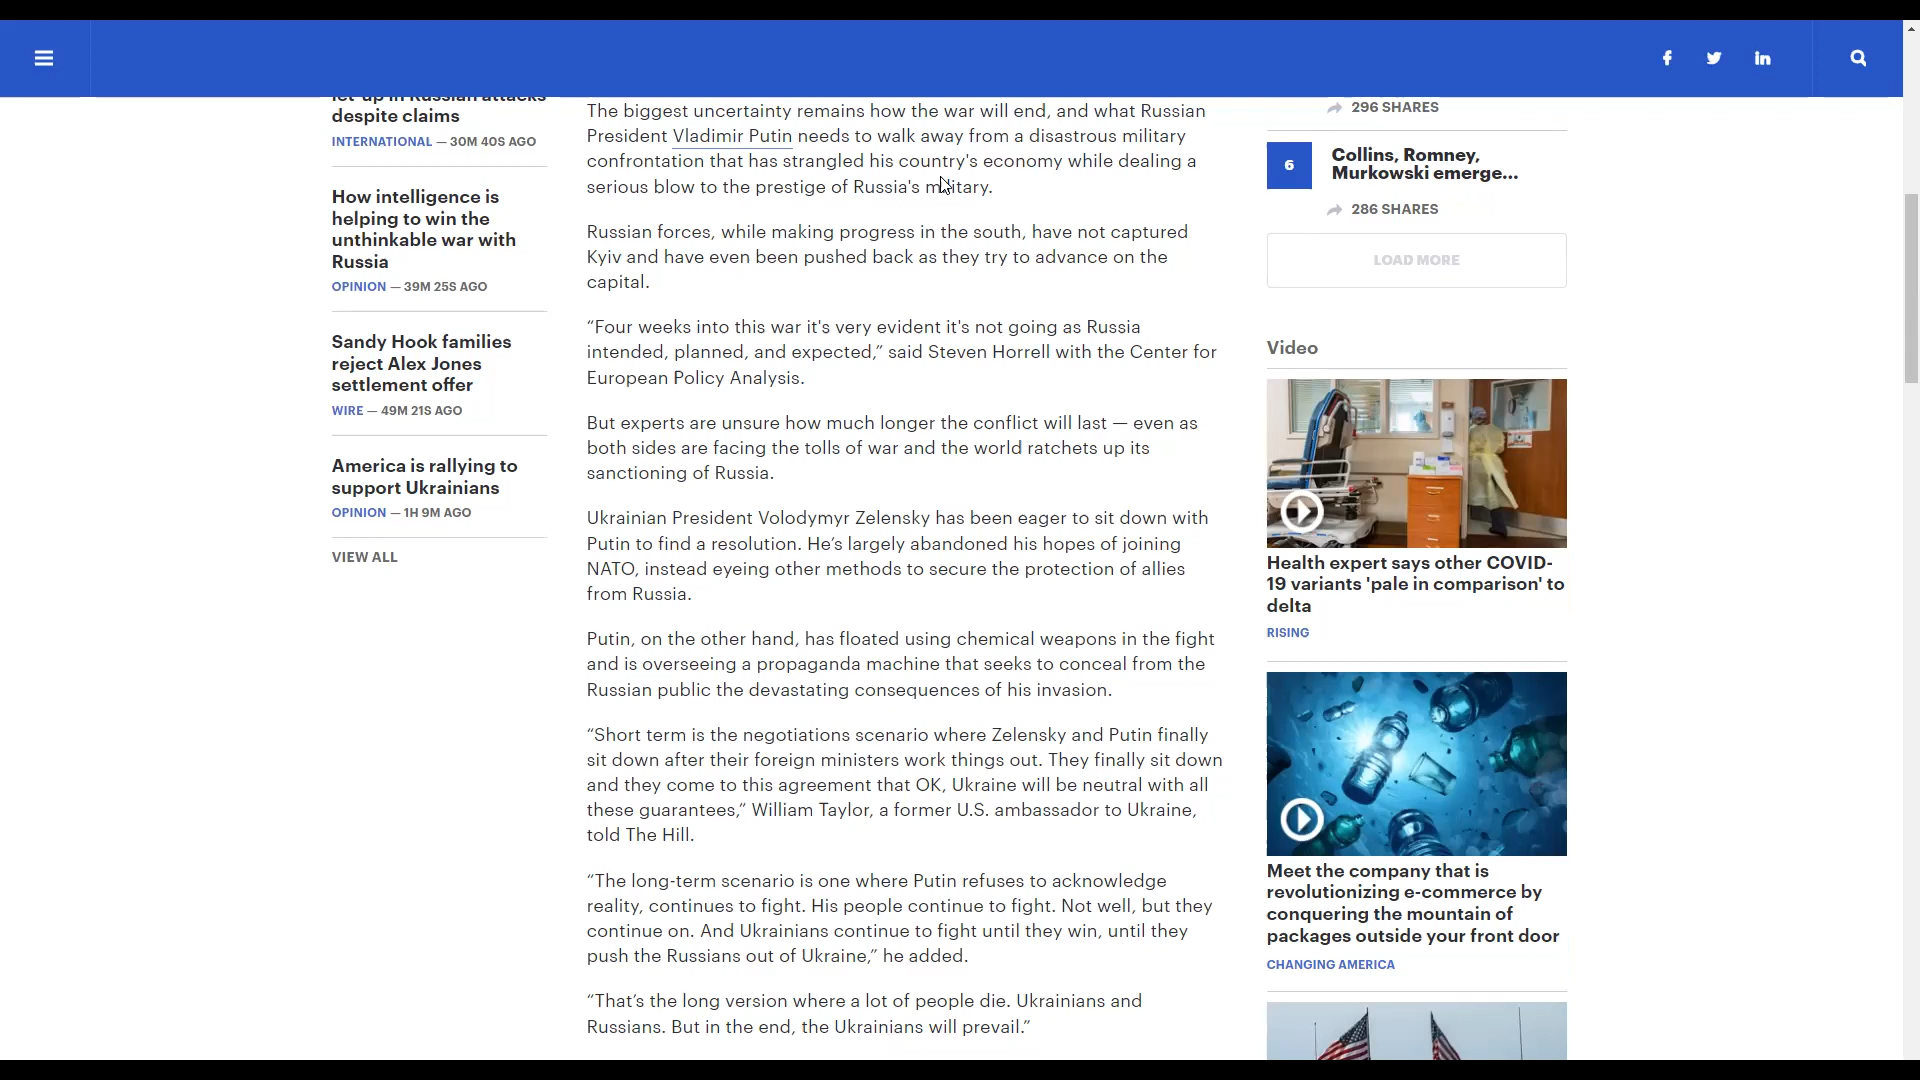 let-up in Russian attacks
despite claims
INTERNATIONAL — 30M 40S AGO
How intelligence is
helping to win the
unthinkable war with
Russia
OPINION — 39M 25S AGO
Sandy Hook families
reject Alex Jones
settlement offer
WIRE — 49M 21S AGO
America is rallying to
support Ukrainians
OPINION — 1H 9M AGO
VIEW ALL
The biggest uncertainty remains how the war will end, and what Russian
President Vladimir Putin needs to walk away from a disastrous military
confrontation that has strangled his country's economy while dealing a
serious blow to the prestige of Russia's military.
Russian forces, while making progress in the south, have not captured
Kyiv and have even been pushed back as they try to advance on the
capital.
“Four weeks into this war it's very evident it's not going as Russia
intended, planned, and expected,” said Steven Horrell with the Center for
European Policy Analysis.
But experts are unsure how much longer the conflict will last — even as
both sides are facing the tolls of war and the world ratchets up its
sanctioning of Russia.
Ukrainian President Volodymyr Zelensky has been eager to sit down with
Putin to find a resolution. He’s largely abandoned his hopes of joining
NATO, instead eyeing other methods to secure the protection of allies
from Russia.
Putin, on the other hand, has floated using chemical weapons in the fight
and is overseeing a propaganda machine that seeks to conceal from the
Russian public the devastating consequences of his invasion.
“Short term is the negotiations scenario where Zelensky and Putin finally
sit down after their foreign ministers work things out. They finally sit down
and they come to this agreement that OK, Ukraine will be neutral with all
these guarantees,” William Taylor, a former U.S. ambassador to Ukraine,
told The Hill.
“The long-term scenario is one where Putin refuses to acknowledge
reality, continues to fight. His people continue to fight. Not well, but they
continue on. And Ukrainians continue to fight until they win, until they
push the Russians out of Ukraine,” he added.
“That’s the long version where a lot of people die. Ukrainians and
Russians. But in the end, the Ukrainians will prevail.”
296 SHARES
6
Collins, Romney,
Murkowski emerge...
286 SHARES
LOAD MORE
Video
Health expert says other COVID-
19 variants 'pale in comparison' to
delta
RISING
Meet the company that is
revolutionizing e-commerce by
conquering the mountain of
packages outside your front door
CHANGING AMERICA